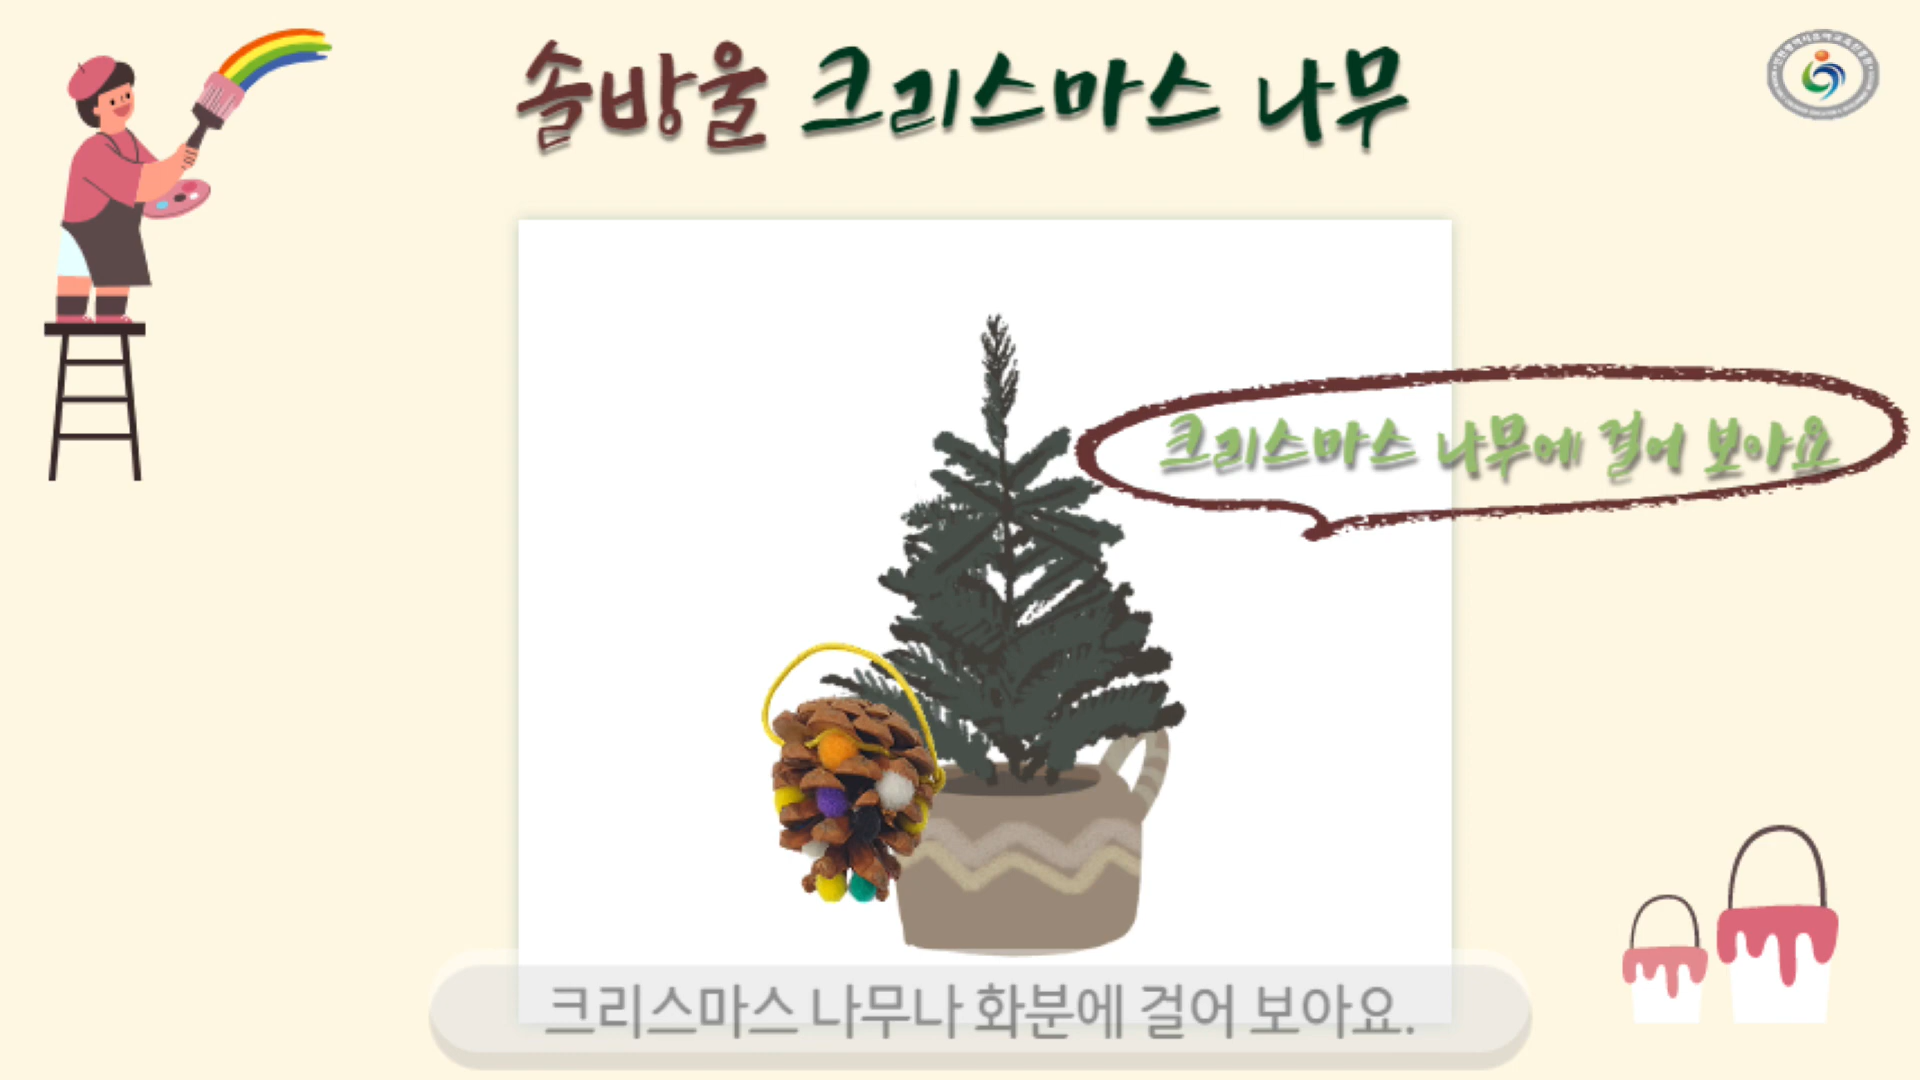 솔방울 크리스마스 나무
크리스마스 나무에 걸어 보아요
크리스마스 나무나 화분에 걸어 보아요.